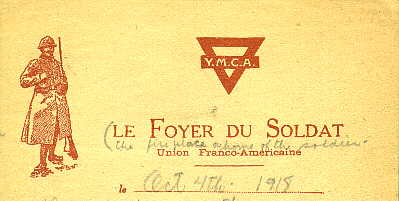 Y.M.C.A.
LE FOYER DU SOLDAT
(the fireplace or home of the soldier.
Union Franco-Américaine
le Oct 4th. 1918